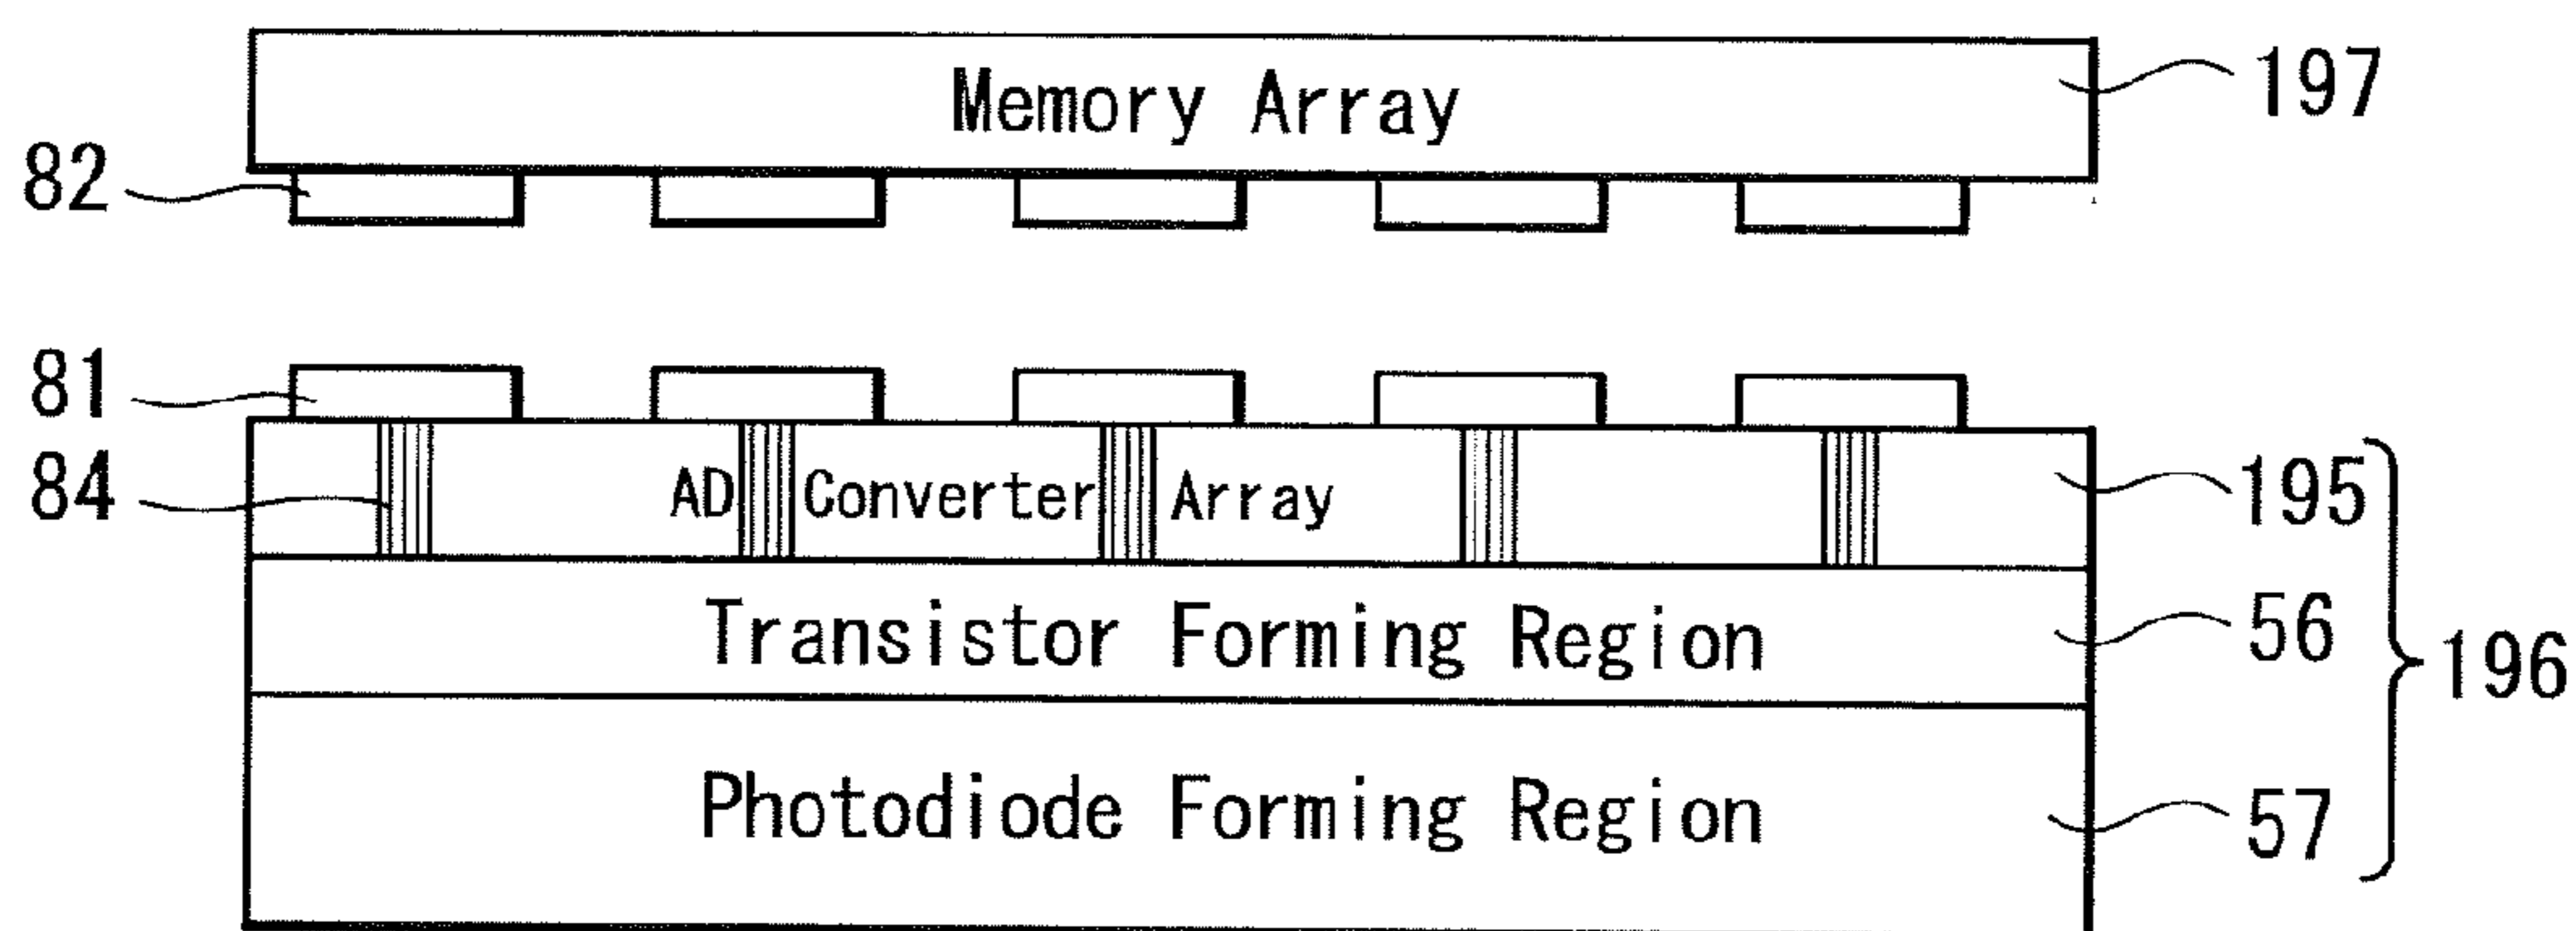 Memory Array
197
82
81
84
AD Converter Array
195
Transistor Forming Region
56
196
Photodiode Forming Region
57